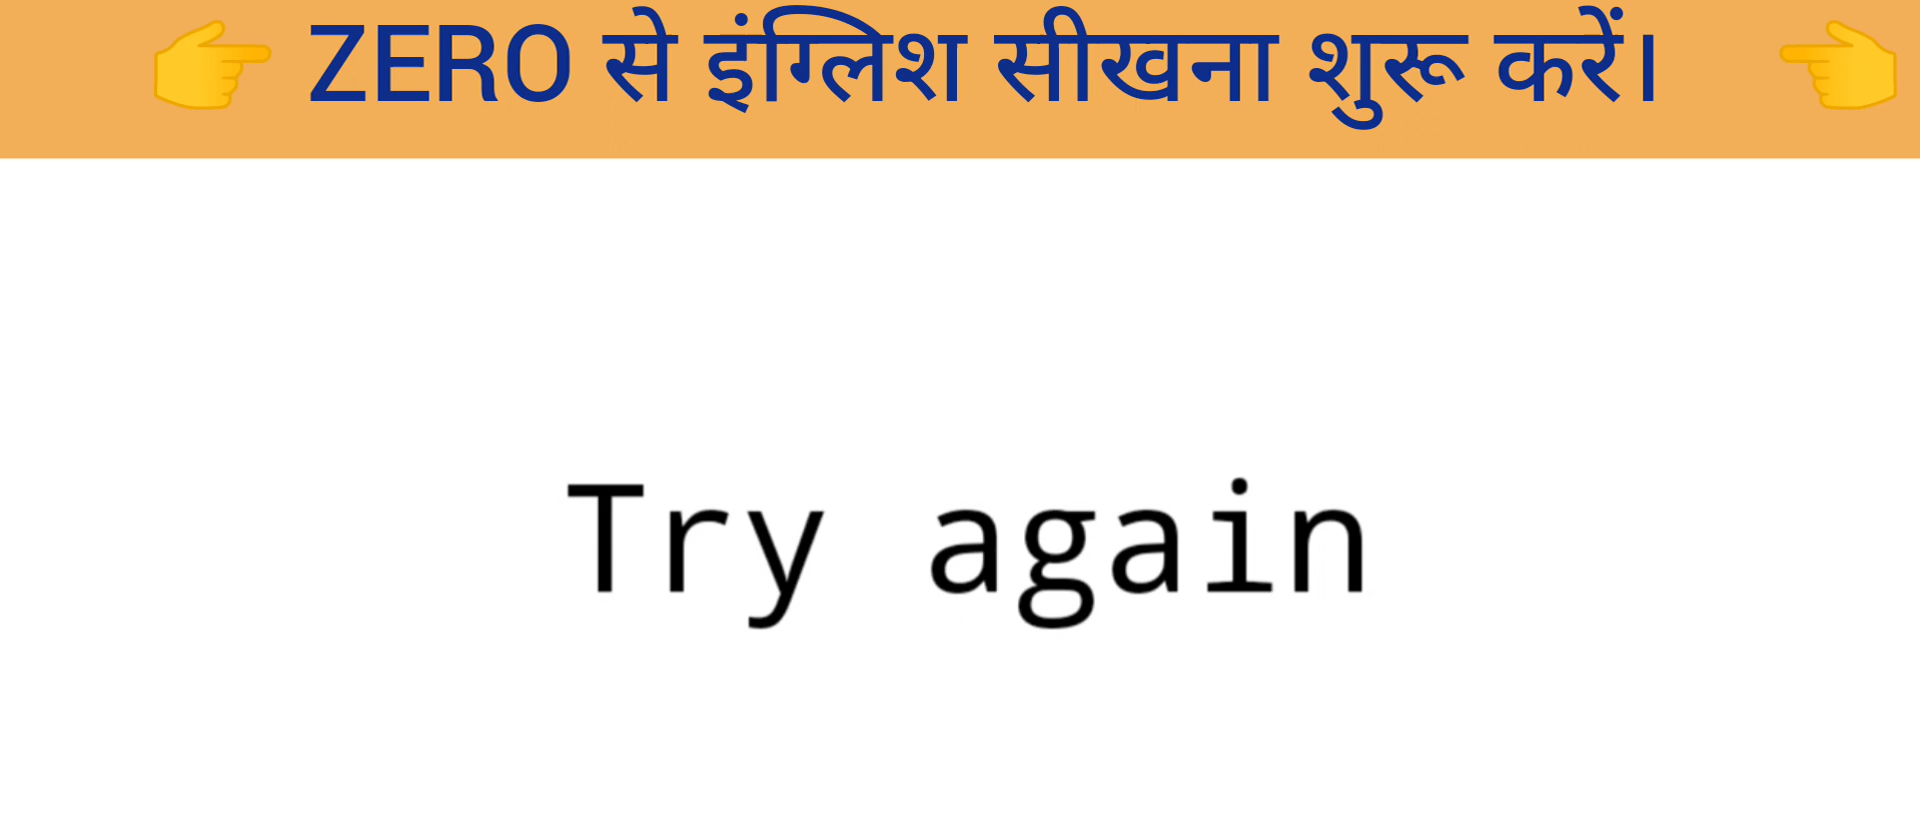 👉 ZERO से इंग्लिश सीखना शुरू करें। 👈
Try again